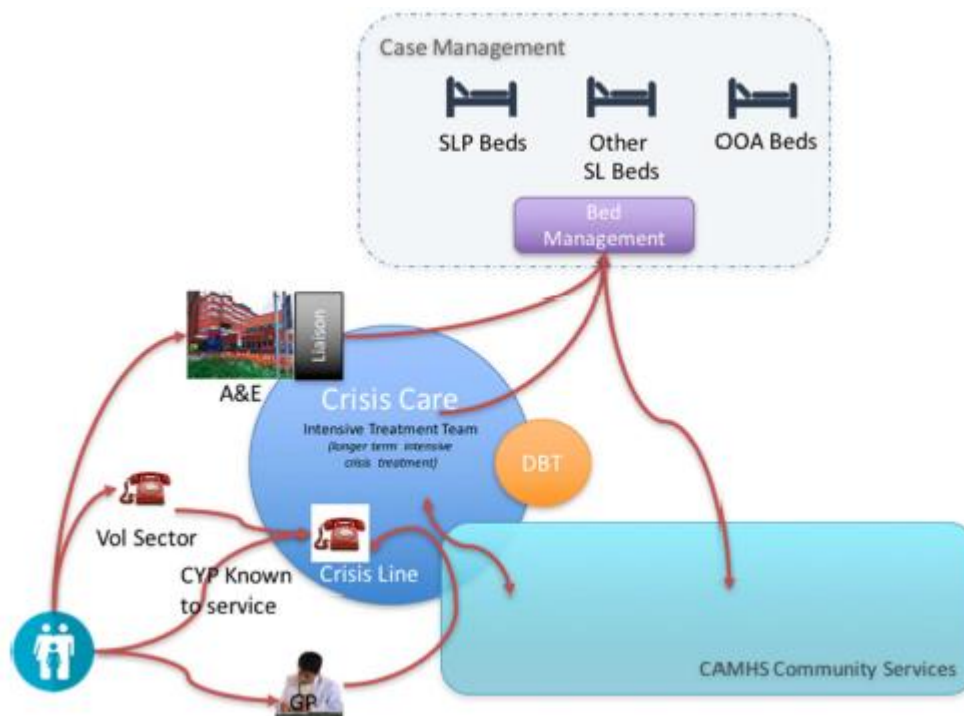 Case Management
SLP Beds
Other
SL Beds
OOA Beds
Bed
Management
Liaison
A&E
Crisis Care
Intensive Treatment Team
(longer term intensive
crisis treatment)
DBT
Vol Sector
CYP Known
to service
Crisis Line
GP
CAMHS Community Services